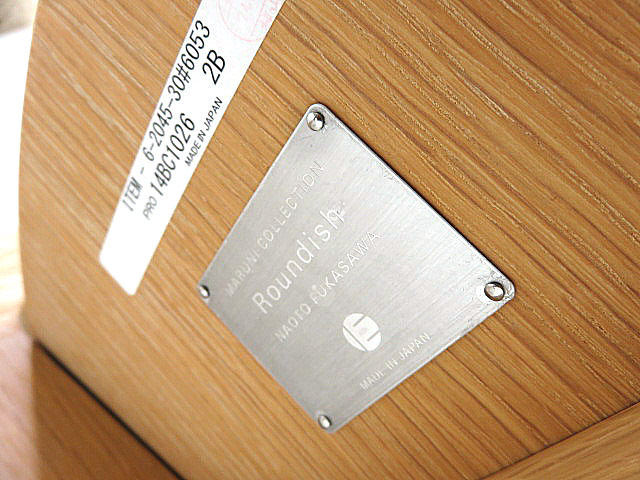 ITEM - 6-2045-30#6053
PRO 14BC1026 2B
MADE IN JAPAN
MARUNI COLLECTION
Roundish
NAOTO FUKASAWA
MADE IN JAPAN